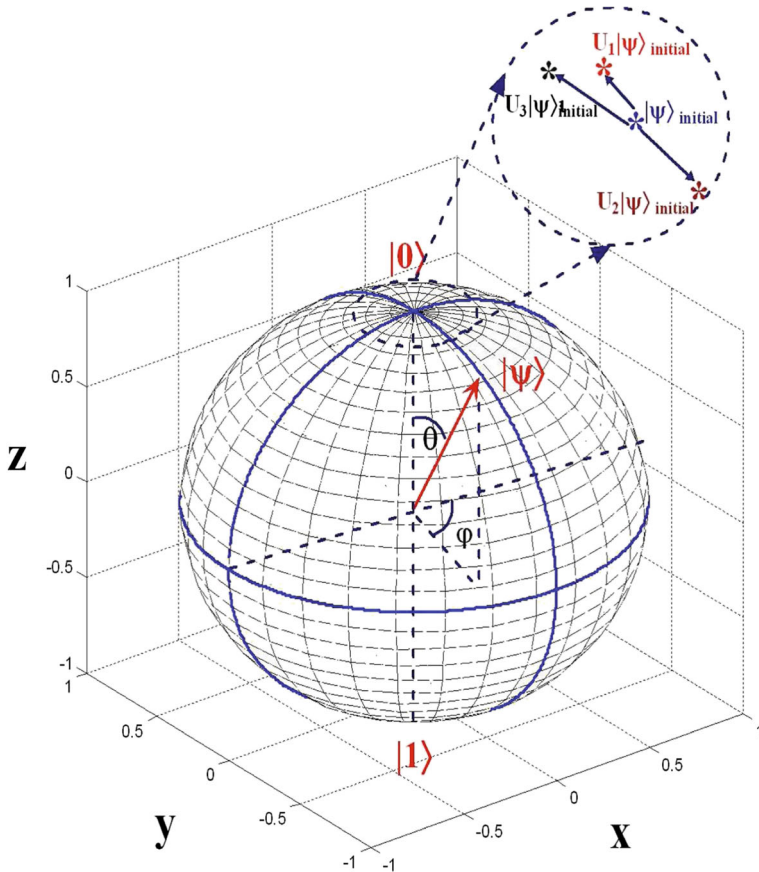 U₁|ψ⟩ initial
U₃|ψ⟩ initial
|ψ⟩ initial
U₂|ψ⟩ initial
|0⟩
|ψ⟩
θ
φ
|1⟩
z
1
0.5
0
-0.5
-1
y
1
0.5
0
-0.5
-1
x
-1
-0.5
0
0.5